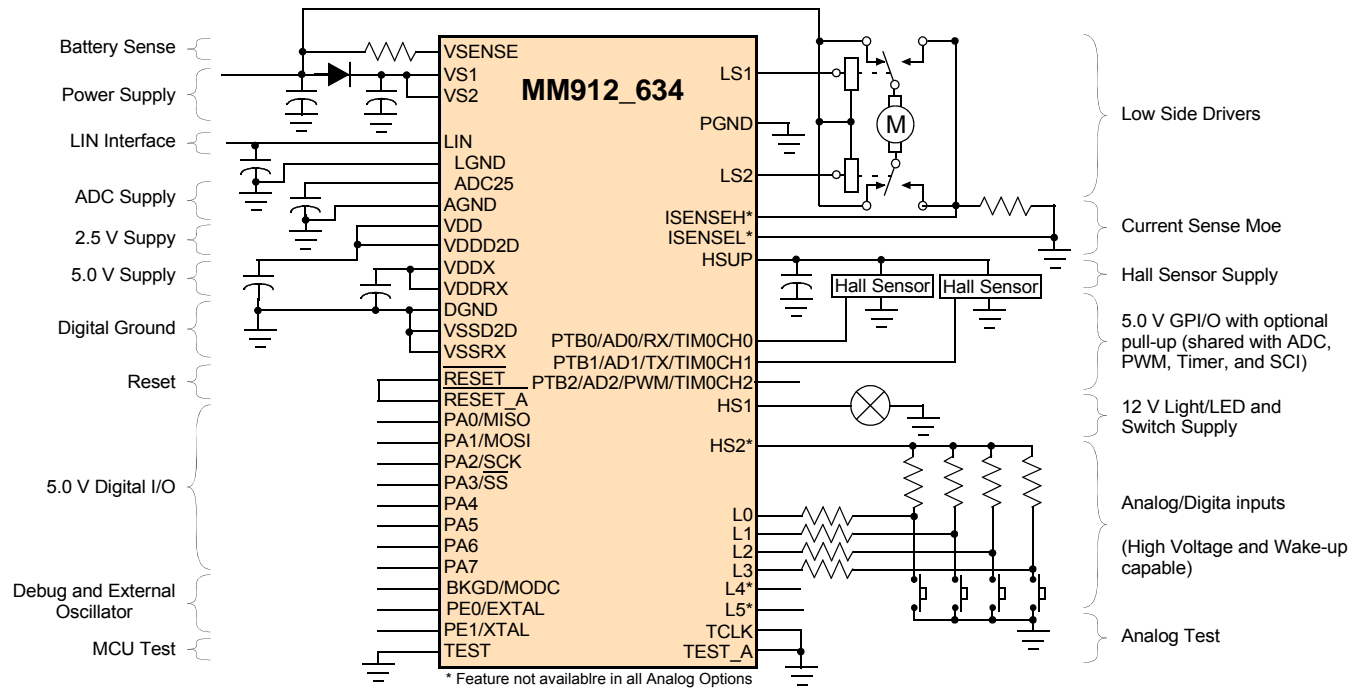 Battery Sense
Power Supply
LIN Interface
ADC Supply
2.5 V Suppy
5.0 V Supply
Digital Ground
Reset
5.0 V Digital I/O
Debug and External
Oscillator
MCU Test
MM912_634
VSENSE
VS1
VS2
LIN
LGND
ADC25
AGND
VDD
VDDD2D
VDDX
VDDRX
DGND
VSSD2D
VSSRX
RESET
RESET_A
PA0/MISO
PA1/MOSI
PA2/SCK
PA3/SS
PA4
PA5
PA6
PA7
BKGD/MODC
PE0/EXTAL
PE1/XTAL
TEST
LS1
PGND
LS2
ISENSEH*
ISENSEL*
HSUP
PTB0/AD0/RX/TIM0CH0
PTB1/AD1/TX/TIM0CH1
PTB2/AD2/PWM/TIM0CH2
HS1
HS2*
L0
L1
L2
L3
L4*
L5*
TCLK
TEST_A
* Feature not availablre in all Analog Options
M
Hall Sensor
Hall Sensor
Low Side Drivers
Current Sense Moe
Hall Sensor Supply
5.0 V GPI/O with optional
pull-up (shared with ADC,
PWM, Timer, and SCI)
12 V Light/LED and
Switch Supply
Analog/Digita inputs
(High Voltage and Wake-up
capable)
Analog Test